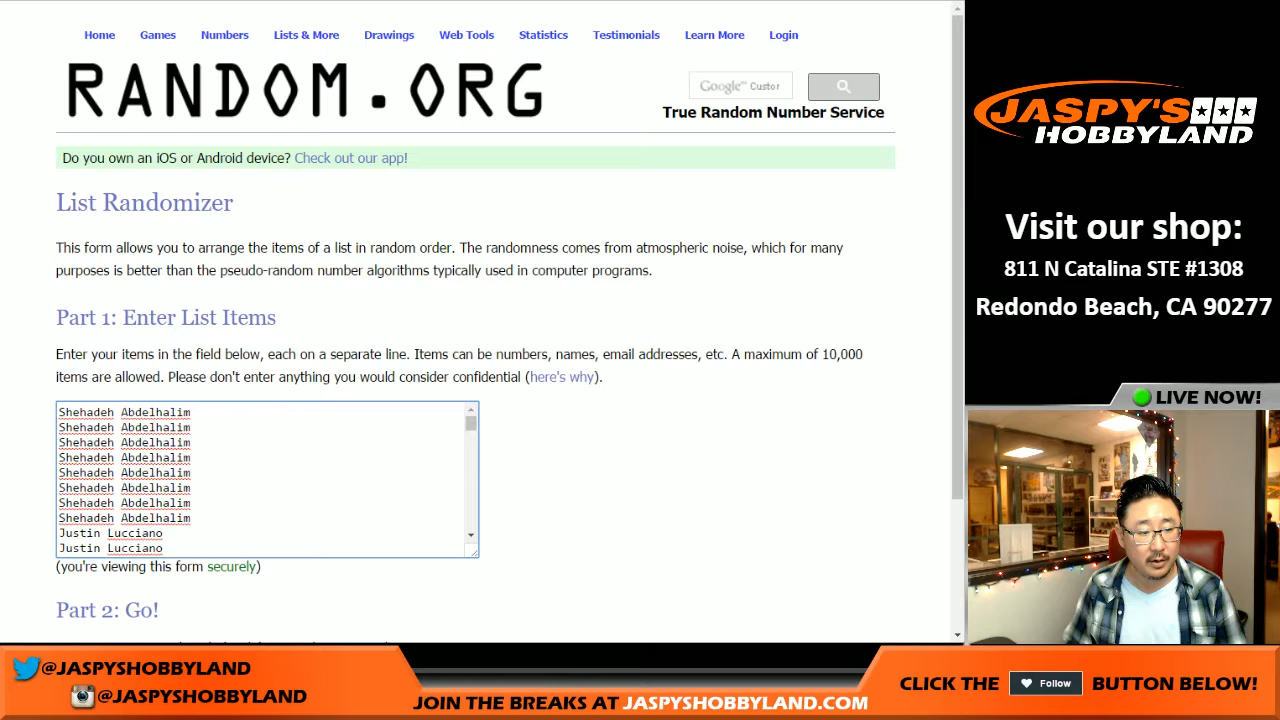 Home Games Numbers Lists & More Drawings Web Tools Statistics Testimonials Learn More Login
RANDOM.ORG
Google™ Custor
True Random Number Service
Do you own an iOS or Android device? Check out our app!
List Randomizer
This form allows you to arrange the items of a list in random order. The randomness comes from atmospheric noise, which for many
purposes is better than the pseudo-random number algorithms typically used in computer programs.
Part 1: Enter List Items
Enter your items in the field below, each on a separate line. Items can be numbers, names, email addresses, etc. A maximum of 10,000
items are allowed. Please don't enter anything you would consider confidential (here's why).
Shehadeh Abdelhalim
Shehadeh Abdelhalim
Shehadeh Abdelhalim
Shehadeh Abdelhalim
Shehadeh Abdelhalim
Shehadeh Abdelhalim
Shehadeh Abdelhalim
Shehadeh Abdelhalim
Justin Lucciano
Justin Lucciano
(you're viewing this form securely)
Part 2: Go!
JASPY'S
HOBBYLAND
Visit our shop:
811 N Catalina STE #1308
Redondo Beach, CA 90277
LIVE NOW!
@JASPYSHOBBYLAND
@JASPYSHOBBYLAND
JOIN THE BREAKS AT JASPYSHOBBYLAND.COM
CLICK THE Follow BUTTON BELOW!